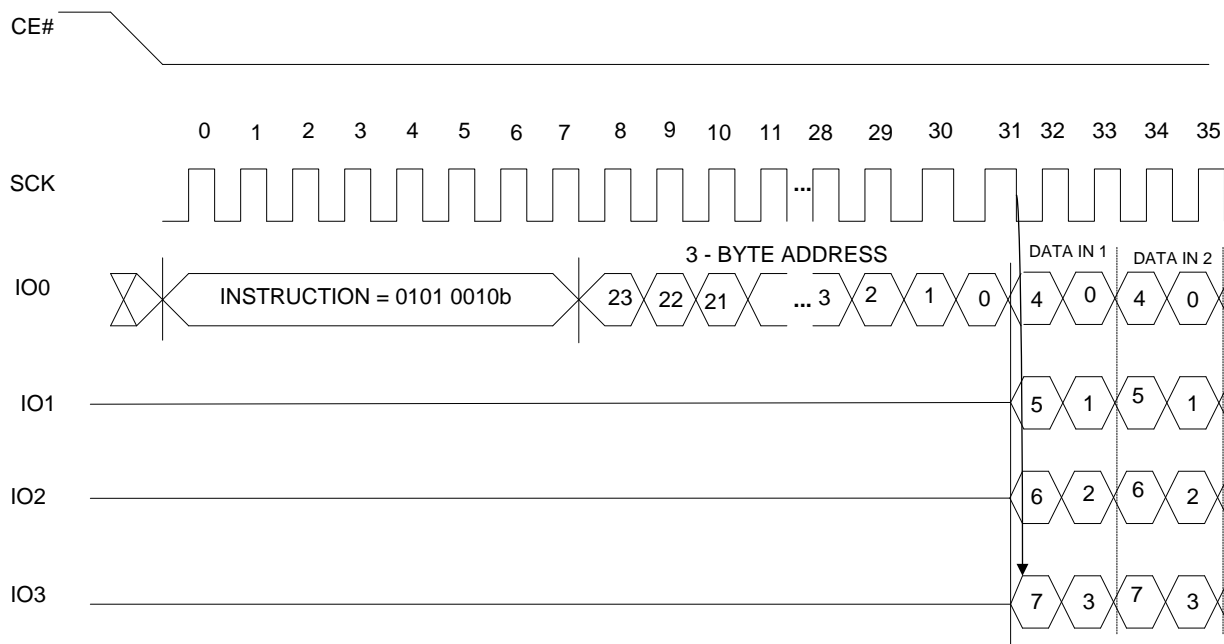 CE#
0 1 2 3 4 5 6 7 8 9 10 11 28 29 30 31 32 33 34 35
SCK ...
3 - BYTE ADDRESS DATA IN 1 DATA IN 2
IO0 INSTRUCTION = 0101 0010b 23 22 21 ... 3 2 1 0 4 0 4 0
IO1 5 1 5 1
IO2 6 2 6 2
IO3 7 3 7 3